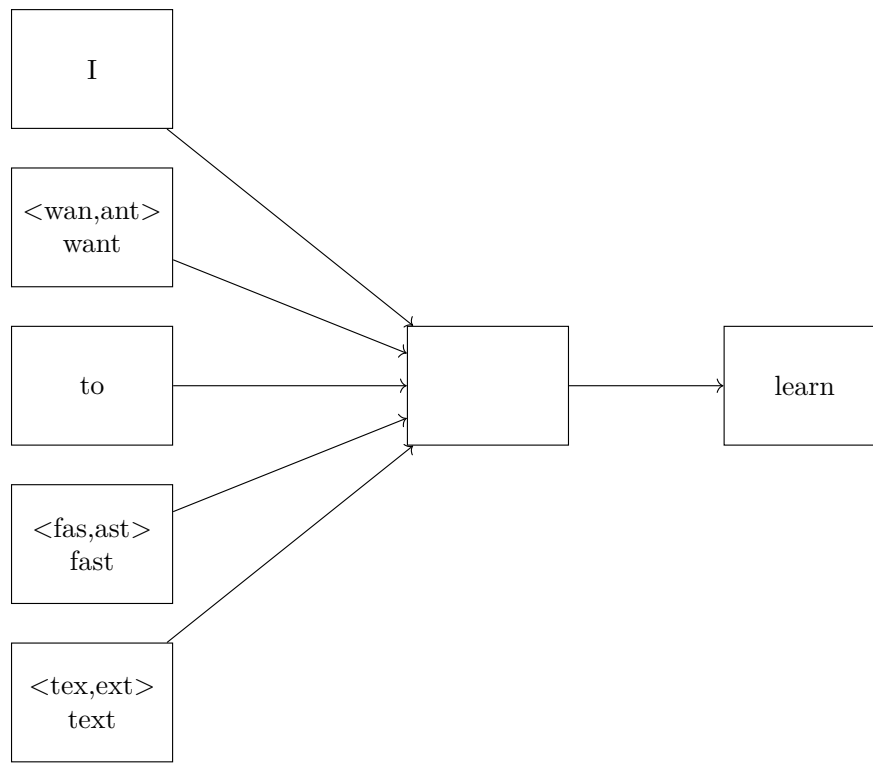 I
<wan,ant>
want
to
<fas,ast>
fast
<tex,ext>
text
learn